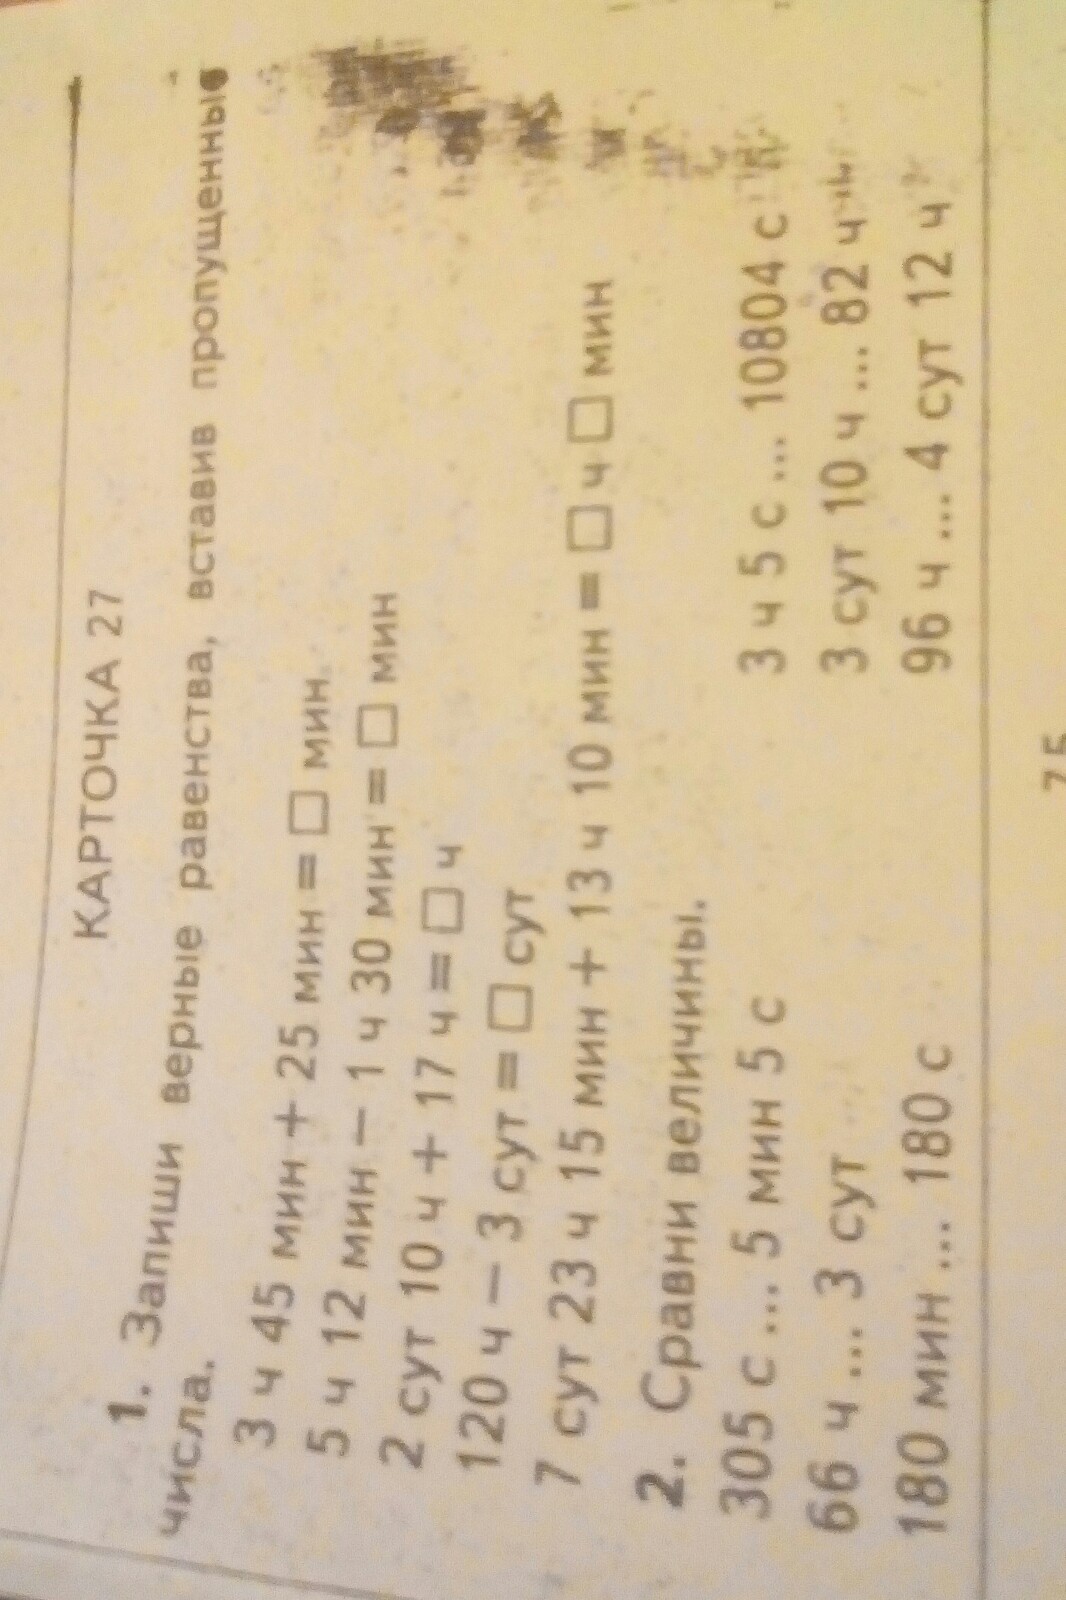 КАРТОЧКА 27
1. Запиши верные равенства, вставив пропущенные
числа.
3 ч 45 мин + 25 мин = □ мин
5 ч 12 мин − 1 ч 30 мин = □ мин
2 сут 10 ч + 17 ч = □ ч
120 ч − 3 сут = □ сут
7 сут 23 ч 15 мин + 13 ч 10 мин = □ ч □ мин
2. Сравни величины.
305 с ... 5 мин 5 с 3 ч 5 с ... 10804 с
66 ч ... 3 сут 3 сут 10 ч ... 82 ч
180 мин ... 180 с 96 ч ... 4 сут 12 ч